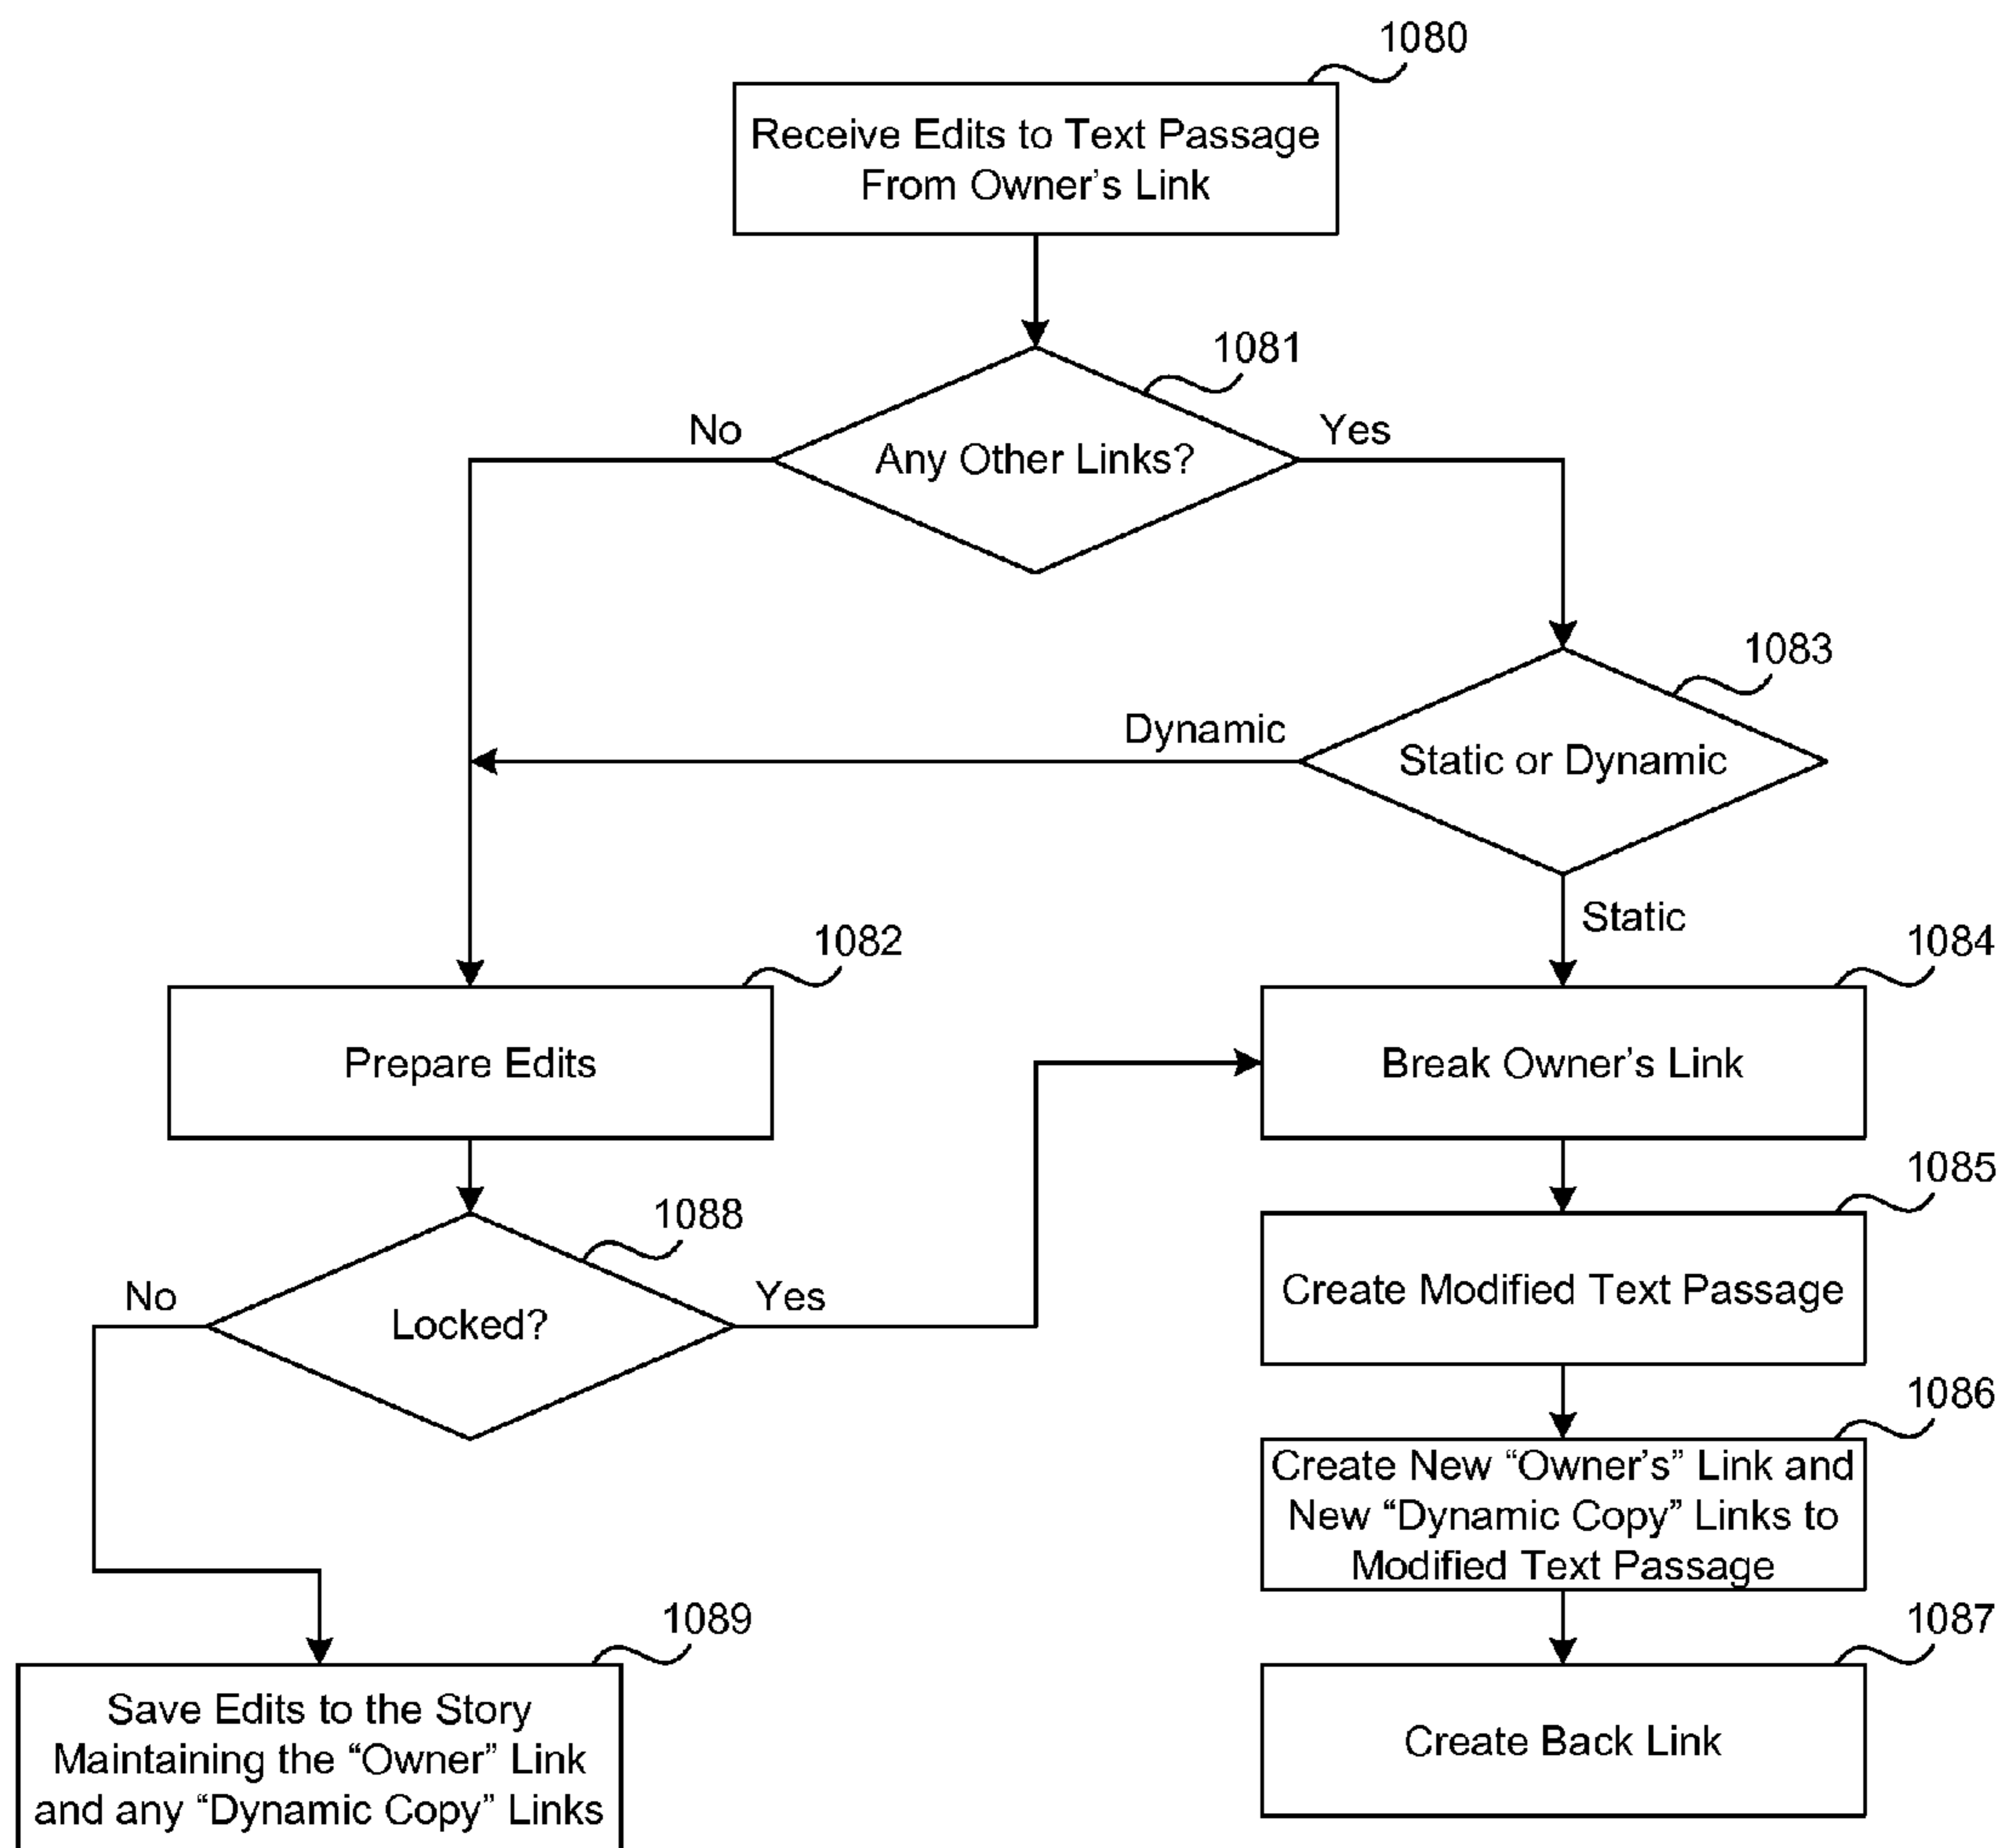 1080
Receive Edits to Text Passage
From Owner’s Link
1081
No
Yes
Any Other Links?
1083
Dynamic
Static or Dynamic
Static
1082
1084
Prepare Edits
Break Owner’s Link
1085
1088
Create Modified Text Passage
No
Yes
Locked?
1086
Create New “Owner’s” Link and
New “Dynamic Copy” Links to
Modified Text Passage
1089
1087
Save Edits to the Story
Maintaining the “Owner” Link
and any “Dynamic Copy” Links
Create Back Link